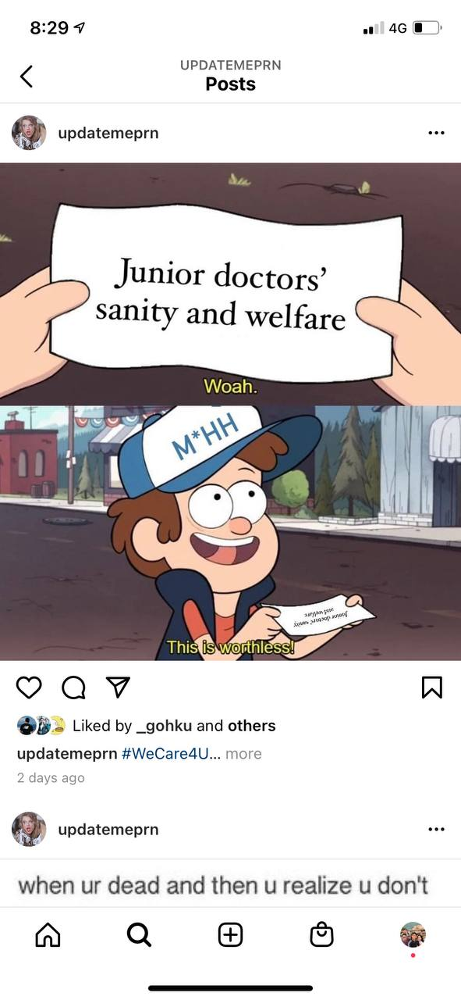 8:29
4G
UPDATEMEPRN
Posts
updatemeprn
Junior doctors’
sanity and welfare
Woah.
M*HH
Junior doctors' sanity
and welfare
This is worthless!
Liked by _gohku and others
updatemeprn #WeCare4U... more
2 days ago
updatemeprn
when ur dead and then u realize u don't